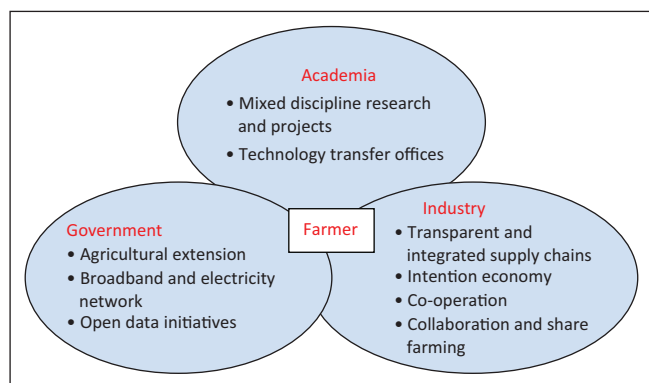 Academia
• Mixed discipline research
and projects
• Technology transfer offices
Government
• Agricultural extension
• Broadband and electricity
network
• Open data initiatives
Farmer
Industry
• Transparent and
integrated supply chains
• Intention economy
• Co-operation
• Collaboration and share
farming